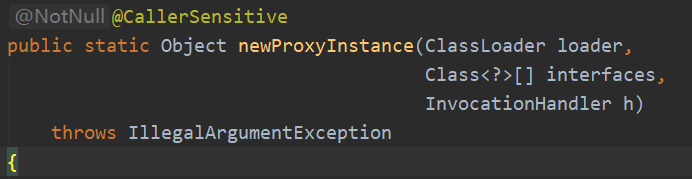 @NotNull @CallerSensitive
public static Object newProxyInstance(ClassLoader loader,
Class<?>[] interfaces,
InvocationHandler h)
throws IllegalArgumentException
{